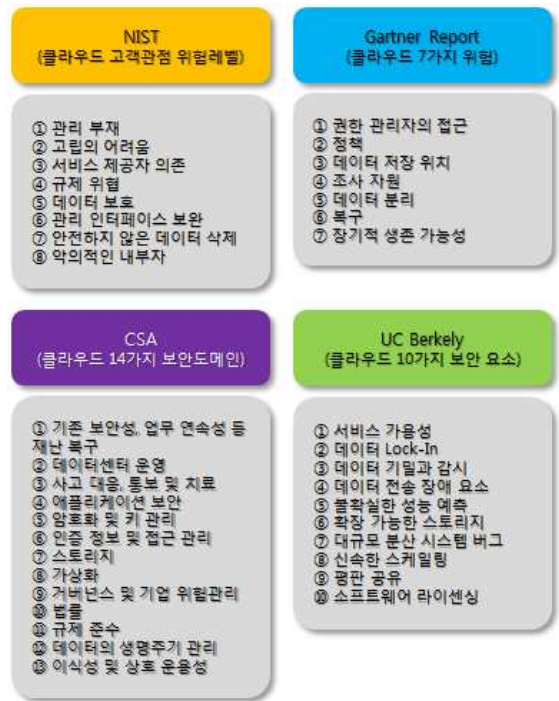 NIST
(클라우드 고객관점 위험레벨)
① 관리 부재
② 고립의 어려움
③ 서비스 제공자 의존
④ 규제 위협
⑤ 데이터 보호
⑥ 관리 인터페이스 보완
⑦ 안전하지 않은 데이터 삭제
⑧ 악의적인 내부자
Gartner Report
(클라우드 7가지 위험)
① 권한 관리자의 접근
② 정책
③ 데이터 저장 위치
④ 조사 자원
⑤ 데이터 분리
⑥ 복구
⑦ 장기적 생존 가능성
CSA
(클라우드 14가지 보안도메인)
① 기존 보안성, 업무 연속성 등
재난 복구
② 데이터센터 운영
③ 사고 대응, 통보 및 치료
④ 애플리케이션 보안
⑤ 암호화 및 키 관리
⑥ 인증 정보 및 접근 관리
⑦ 스토리지
⑧ 가상화
⑨ 거버넌스 및 기업 위험관리
⑩ 법률
⑪ 규제 준수
⑫ 데이터의 생명주기 관리
⑬ 이식성 및 상호 운용성
UC Berkely
(클라우드 10가지 보안 요소)
① 서비스 가용성
② 데이터 Lock-In
③ 데이터 기밀과 감시
④ 데이터 전송 장애 요소
⑤ 불확실한 성능 예측
⑥ 확장 가능한 스토리지
⑦ 대규모 분산 시스템 버그
⑧ 신속한 스케일링
⑨ 평판 공유
⑩ 소프트웨어 라이센싱